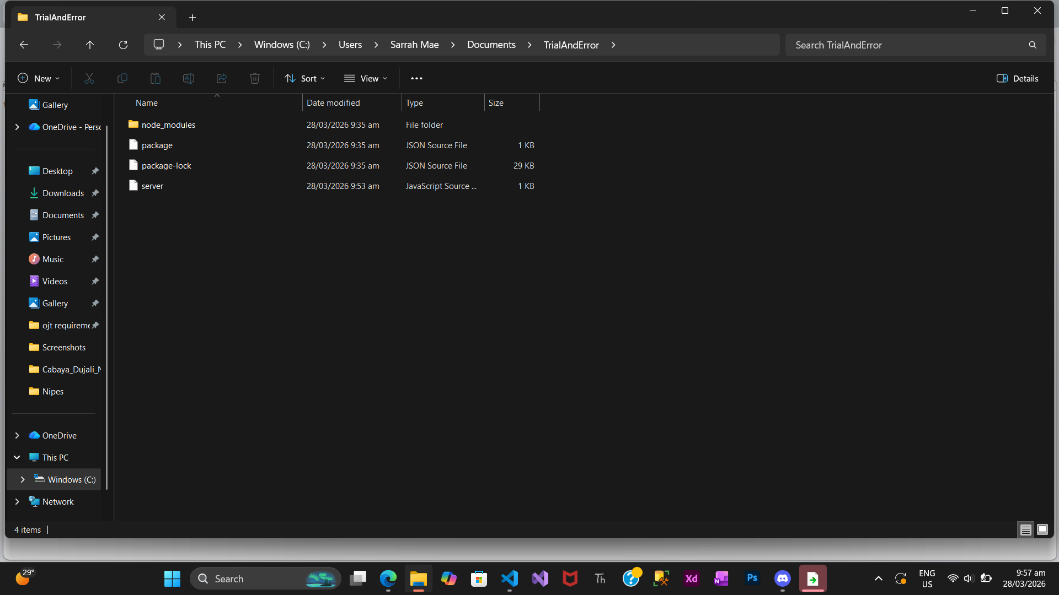 TrialAndError
This PC > Windows (C:) > Users > Sarrah Mae > Documents > TrialAndError >
Search TrialAndError
New
Sort
View
Details
Gallery
OneDrive - Perso
Desktop
Downloads
Documents
Pictures
Music
Videos
Gallery
ojt requireme
Screenshots
Cabaya_Dujali_N
Nipes
OneDrive
This PC
Windows (C:)
Network
Name Date modified Type Size
node_modules 28/03/2026 9:35 am File folder
package 28/03/2026 9:35 am JSON Source File 1 KB
package-lock 28/03/2026 9:35 am JSON Source File 29 KB
server 28/03/2026 9:53 am JavaScript Source ... 1 KB
4 items
29°
Search
Th
Xd
N
Ps
ENG
US
9:57 am
28/03/2026